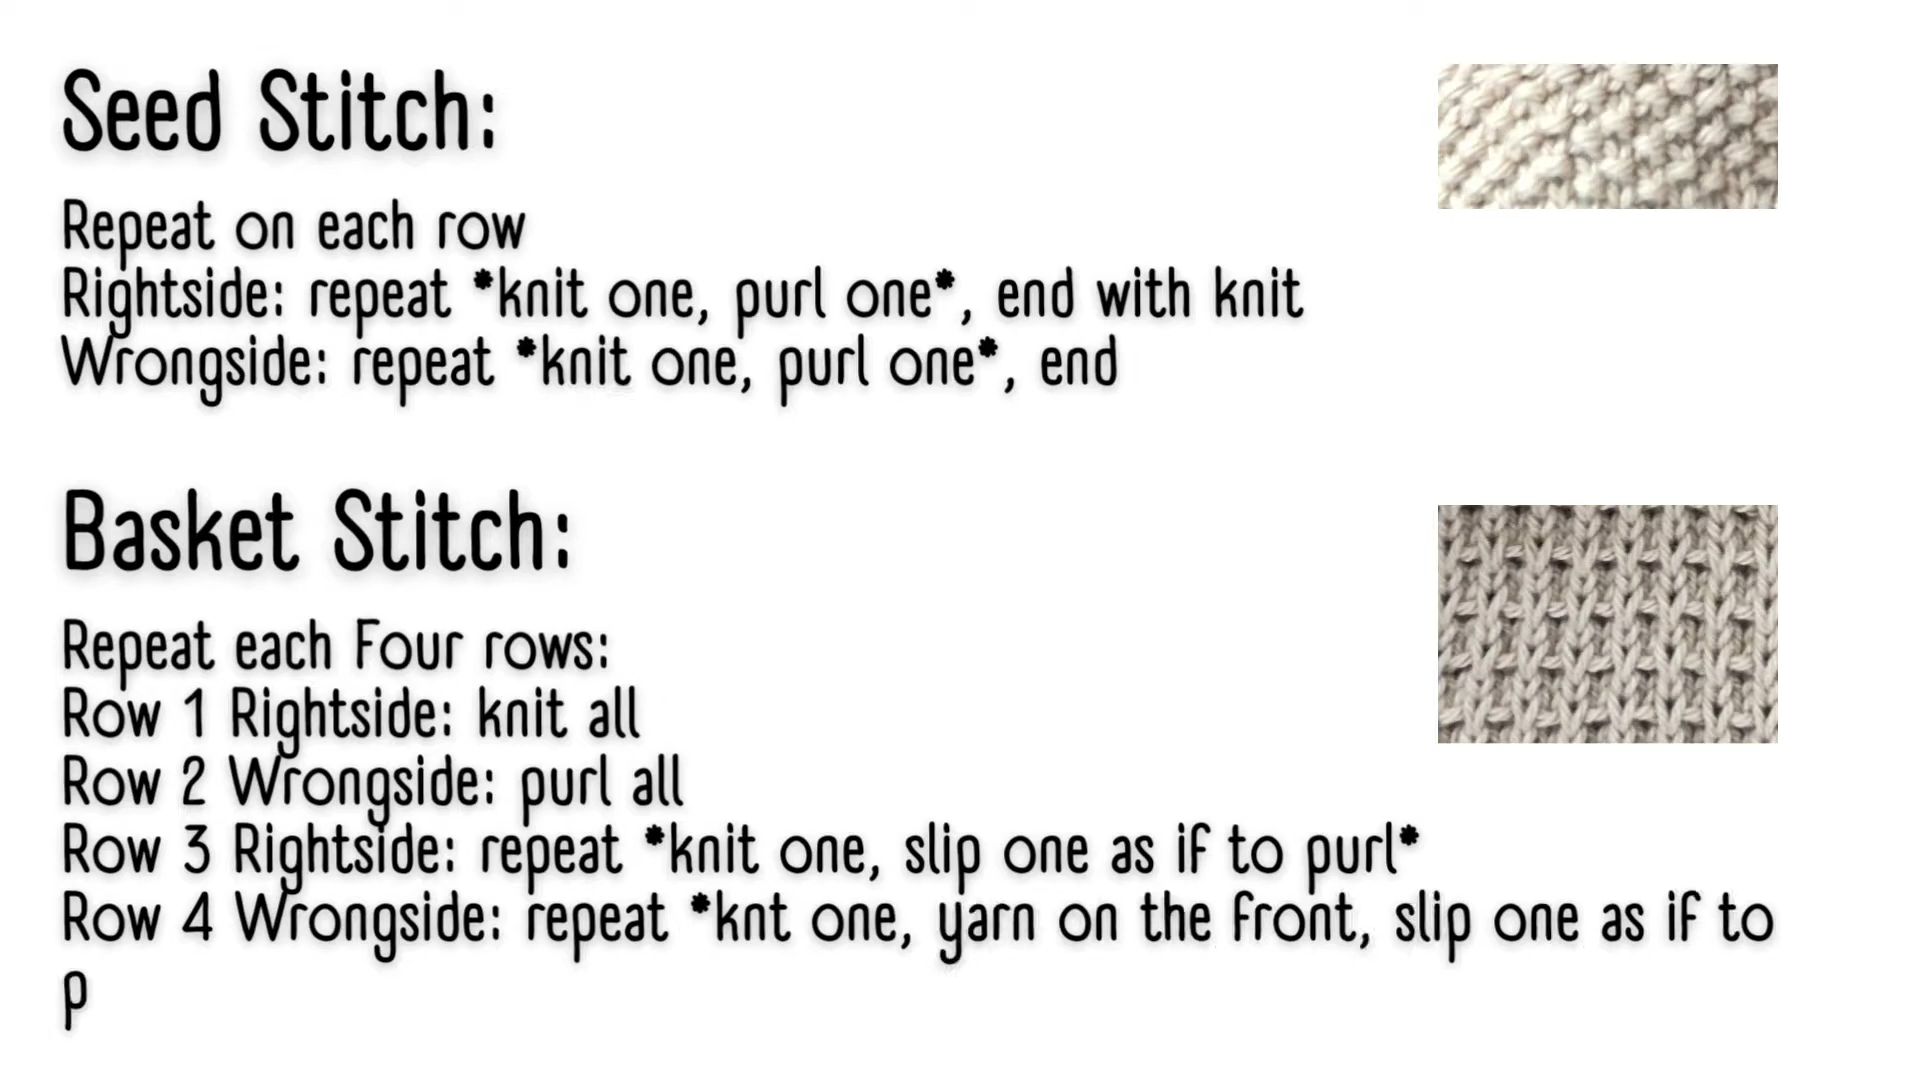 Seed Stitch:
Repeat on each row
Rightside: repeat *knit one, purl one*, end with knit
Wrongside: repeat *knit one, purl one*, end
Basket Stitch:
Repeat each Four rows:
Row 1 Rightside: knit all
Row 2 Wrongside: purl all
Row 3 Rightside: repeat *knit one, slip one as if to purl*
Row 4 Wrongside: repeat *knt one, yarn on the front, slip one as if to
p